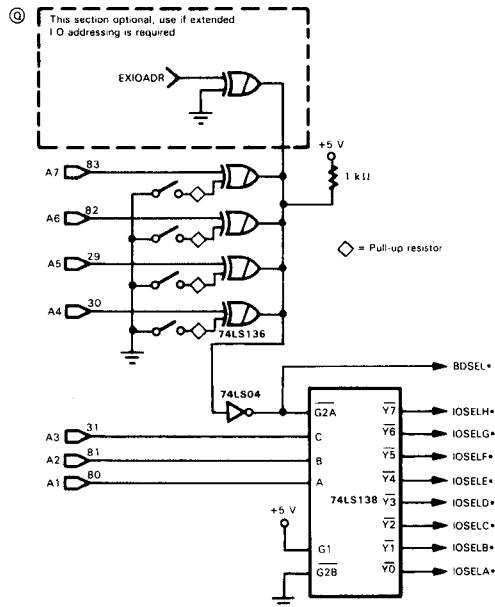 Q
This section optional, use if extended
I O addressing is required
EXIOADR
+5 V
1 kΩ
A7 83
A6 82
A5 29
A4 30
◇ = Pull-up resistor
74LS136
74LS04
BDSEL*
A3 31
A2 81
A1 80
G2A
C
B
A
74LS138
G1
G2B
+5 V
Y7 IOSELH*
Y6 IOSELG*
Y5 IOSELF*
Y4 IOSELE*
Y3 IOSELD*
Y2 IOSELC*
Y1 IOSELB*
Y0 IOSELA*